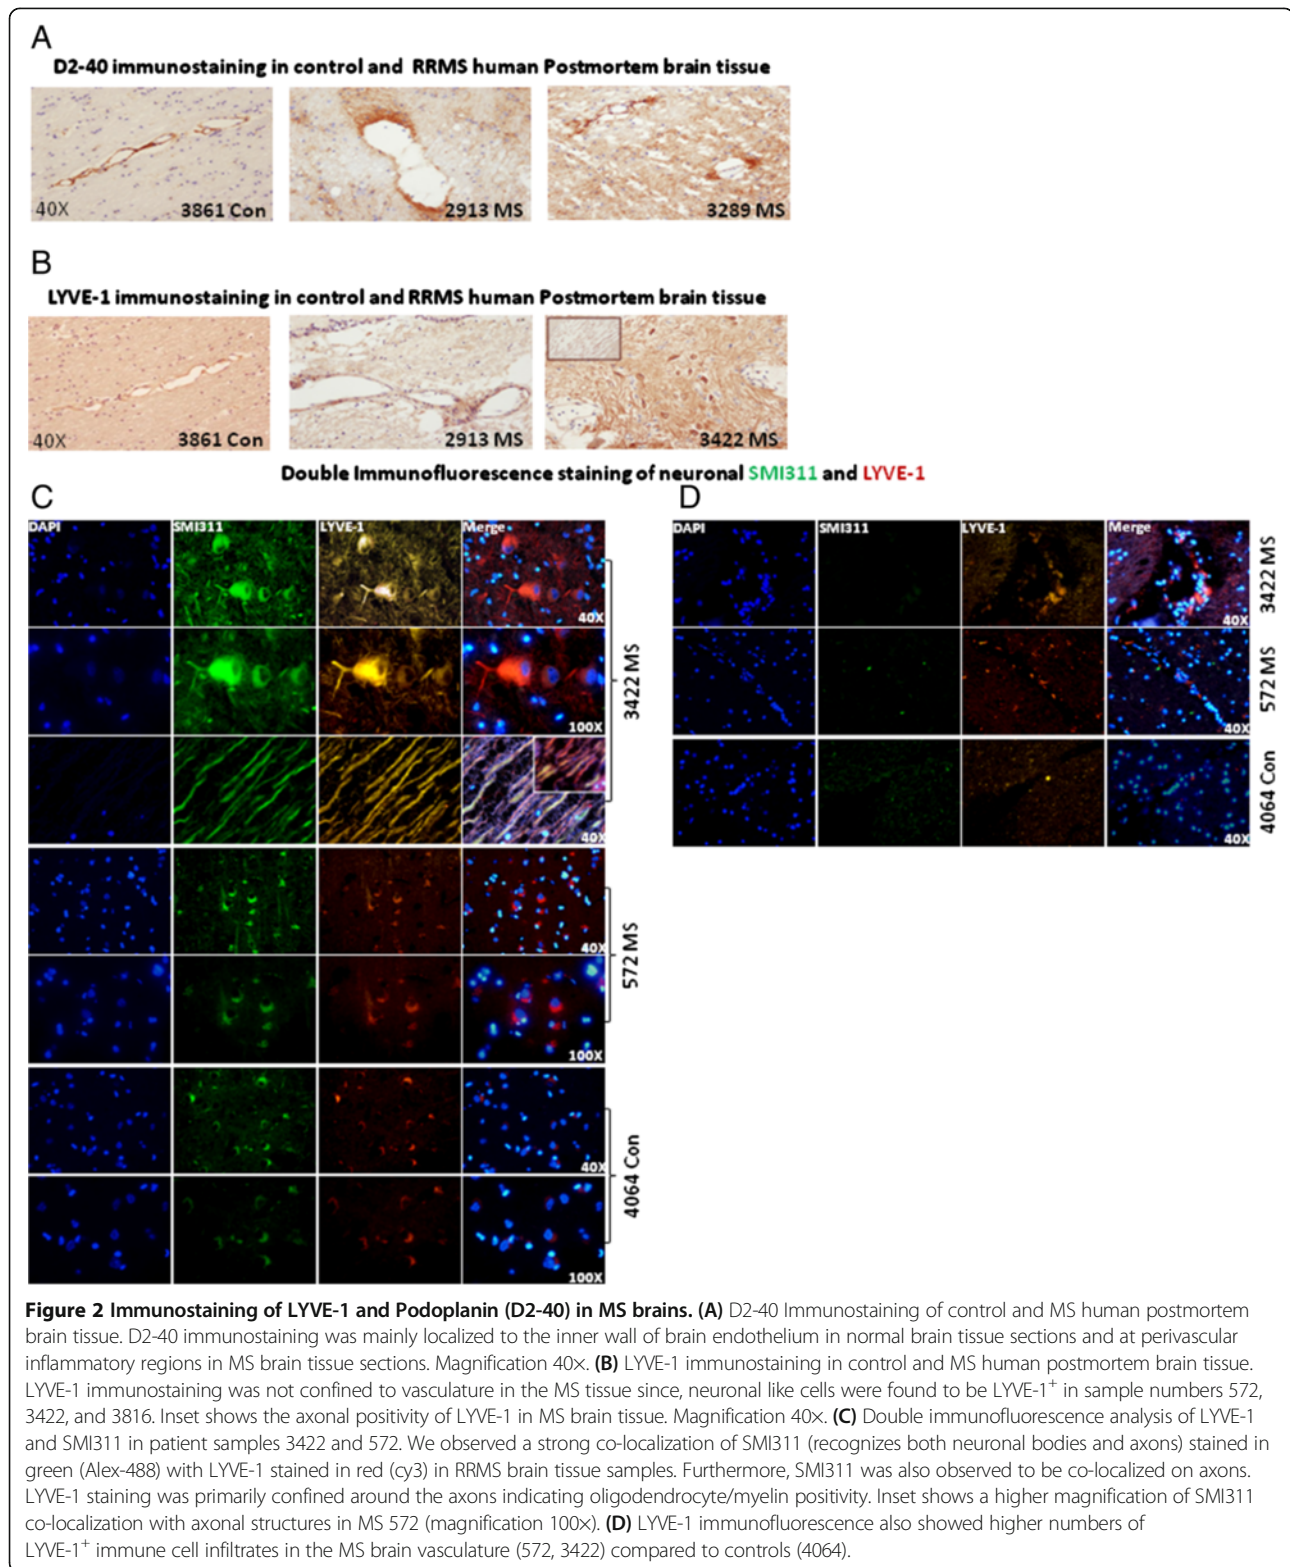 A
D2-40 immunostaining in control and RRMS human Postmortem brain tissue
40X
3861 Con
2913 MS
3289 MS
B
LYVE-1 immunostaining in control and RRMS human Postmortem brain tissue
40X
3861 Con
2913 MS
3422 MS
Double Immunofluorescence staining of neuronal SMI311 and LYVE-1
C
DAPI
SMI311
LYVE-1
Merge
40X
100X
40X
3422 MS
40X
100X
572 MS
40X
100X
4064 Con
D
DAPI
SMI311
LYVE-1
Merge
40X
3422 MS
40X
572 MS
40X
4064 Con
Figure 2 Immunostaining of LYVE-1 and Podoplanin (D2-40) in MS brains. (A) D2-40 Immunostaining of control and MS human postmortem
brain tissue. D2-40 immunostaining was mainly localized to the inner wall of brain endothelium in normal brain tissue sections and at perivascular
inflammatory regions in MS brain tissue sections. Magnification 40×. (B) LYVE-1 immunostaining in control and MS human postmortem brain tissue.
LYVE-1 immunostaining was not confined to vasculature in the MS tissue since, neuronal like cells were found to be LYVE-1+ in sample numbers 572,
3422, and 3816. Inset shows the axonal positivity of LYVE-1 in MS brain tissue. Magnification 40×. (C) Double immunofluorescence analysis of LYVE-1
and SMI311 in patient samples 3422 and 572. We observed a strong co-localization of SMI311 (recognizes both neuronal bodies and axons) stained in
green (Alex-488) with LYVE-1 stained in red (cy3) in RRMS brain tissue samples. Furthermore, SMI311 was also observed to be co-localized on axons.
LYVE-1 staining was primarily confined around the axons indicating oligodendrocyte/myelin positivity. Inset shows a higher magnification of SMI311
co-localization with axonal structures in MS 572 (magnification 100×). (D) LYVE-1 immunofluorescence also showed higher numbers of
LYVE-1+ immune cell infiltrates in the MS brain vasculature (572, 3422) compared to controls (4064).